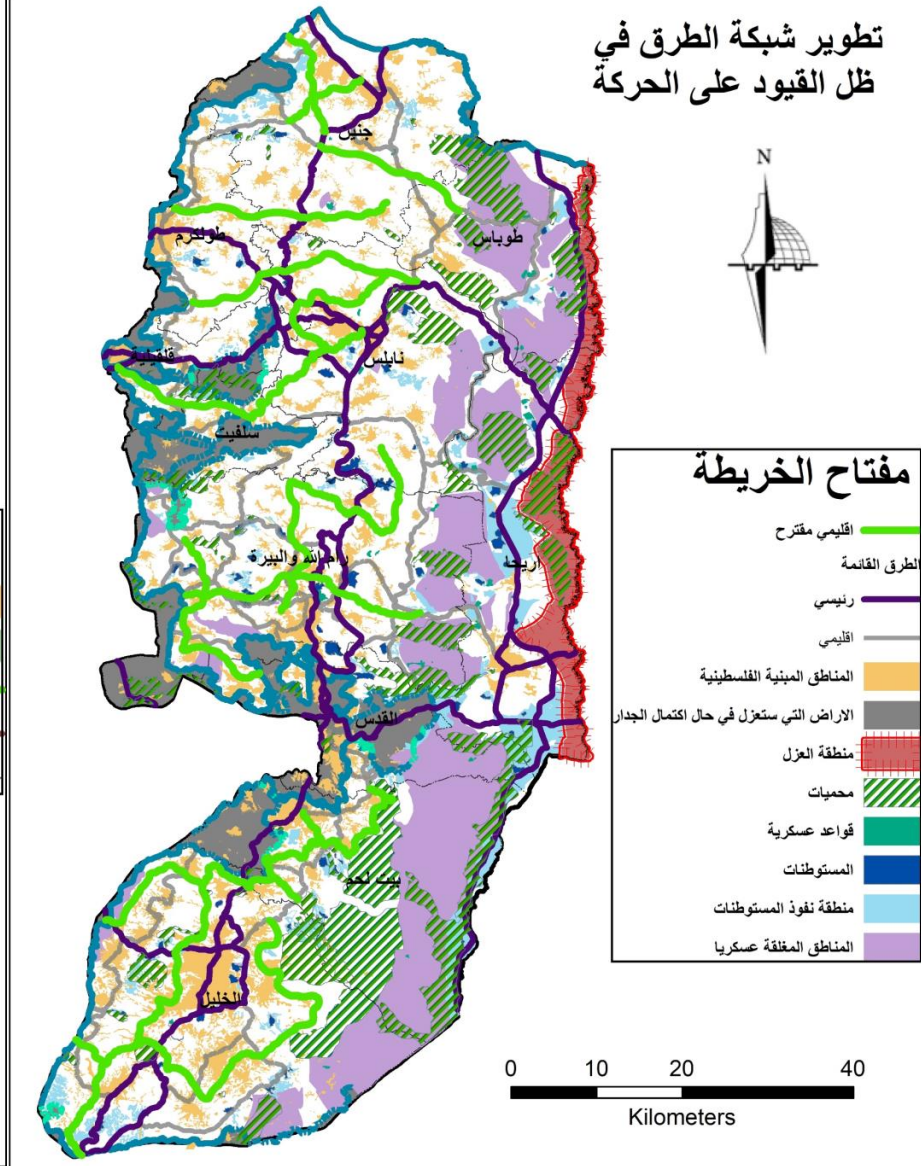 تطوير شبكة الطرق في
ظل القيود على الحركة
N
جنين
طوباس
طولكرم
نابلس
قلقيلية
سلفيت
رام الله والبيرة
اريحا
القدس
بيت لحم
الخليل
مفتاح الخريطة
اقليمي مقترح
الطرق القائمة
رئيسي
اقليمي
المناطق المبنية الفلسطينية
الاراض التي ستعزل في حال اكتمال الجدار
منطقة العزل
محميات
قواعد عسكرية
المستوطنات
منطقة نفوذ المستوطنات
المناطق المغلقة عسكريا
0 10 20 40
Kilometers